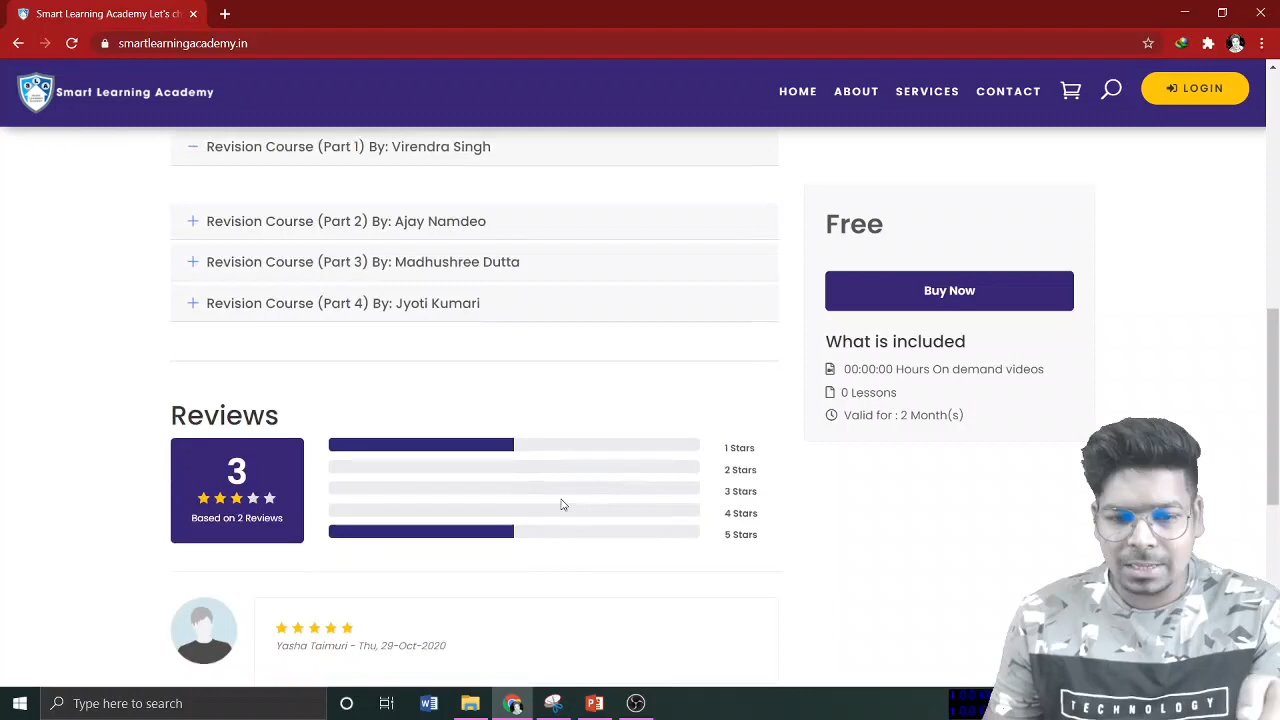 Smart Learning Academy Let's ch
smartlearningacademy.in
Smart Learning Academy
HOME ABOUT SERVICES CONTACT LOGIN
Revision Course (Part 1) By: Virendra Singh
Revision Course (Part 2) By: Ajay Namdeo
Revision Course (Part 3) By: Madhushree Dutta
Revision Course (Part 4) By: Jyoti Kumari
Free
Buy Now
What is included
00:00:00 Hours On demand videos
0 Lessons
Valid for : 2 Month(s)
Reviews
3
Based on 2 Reviews
1 Stars
2 Stars
3 Stars
4 Stars
5 Stars
Yasha Taimuri - Thu, 29-Oct-2020
TECHNOLOGY
Type here to search